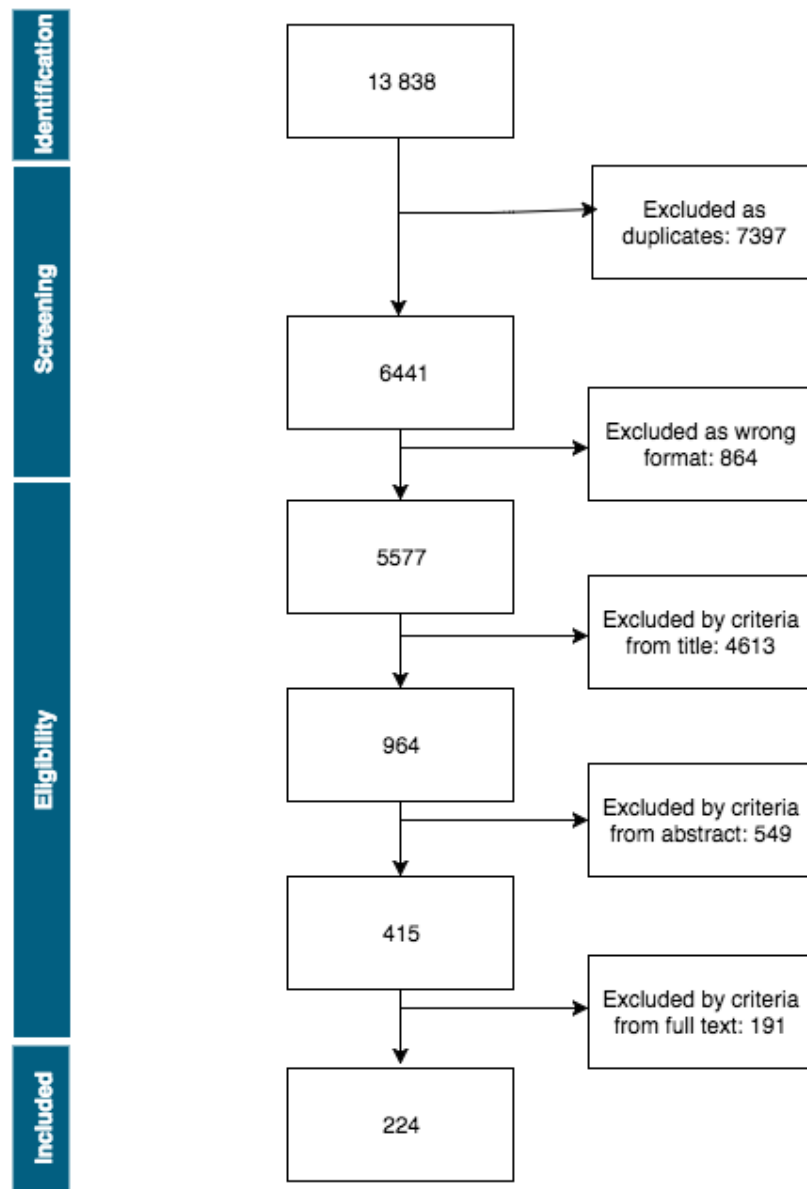 Identification
13 838
Excluded as
duplicates: 7397
Screening
6441
Excluded as wrong
format: 864
Eligibility
5577
Excluded by criteria
from title: 4613
964
Excluded by criteria
from abstract: 549
415
Excluded by criteria
from full text: 191
Included
224